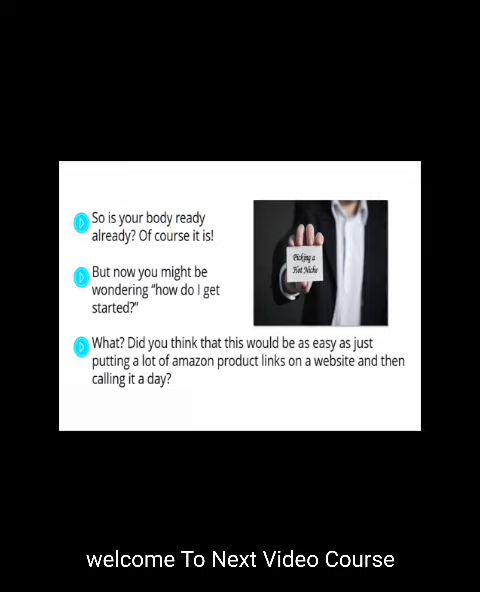 So is your body ready
already? Of course it is!
Picking a
Hot Niche
But now you might be
wondering "how do I get
started?"
What? Did you think that this would be as easy as just
putting a lot of amazon product links on a website and then
calling it a day?
welcome To Next Video Course